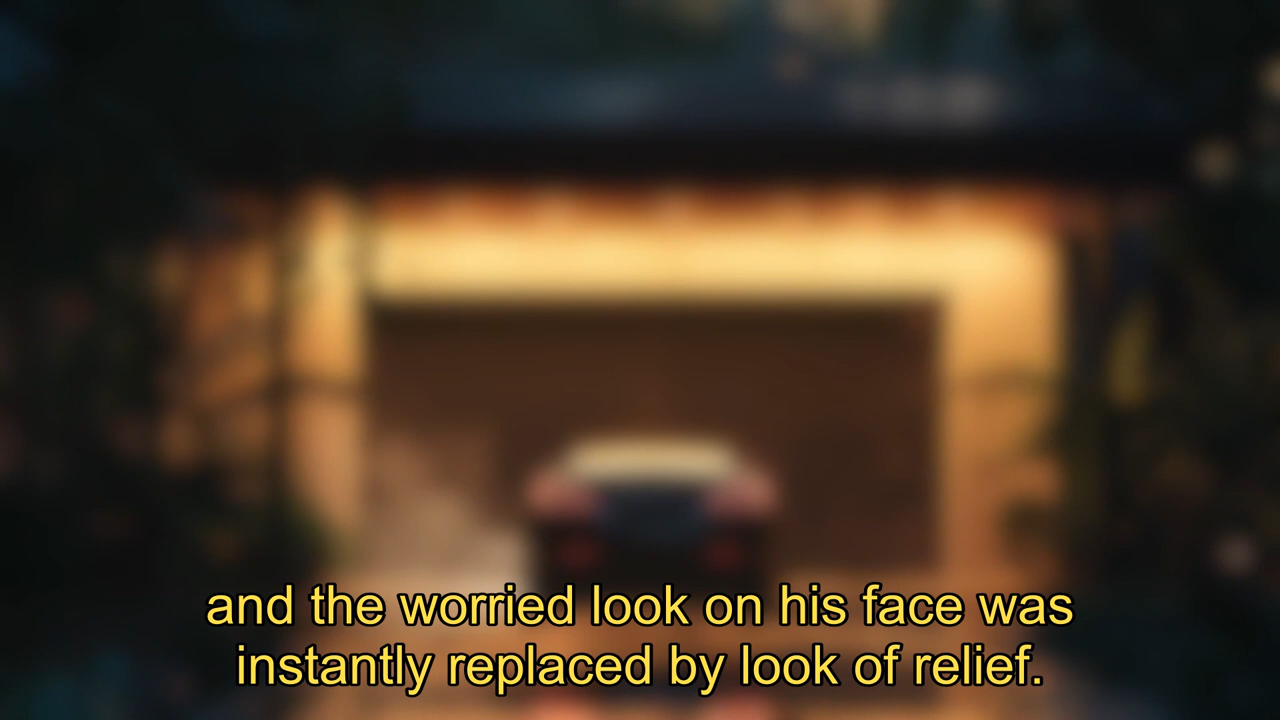 and the worried look on his face was
instantly replaced by look of relief.